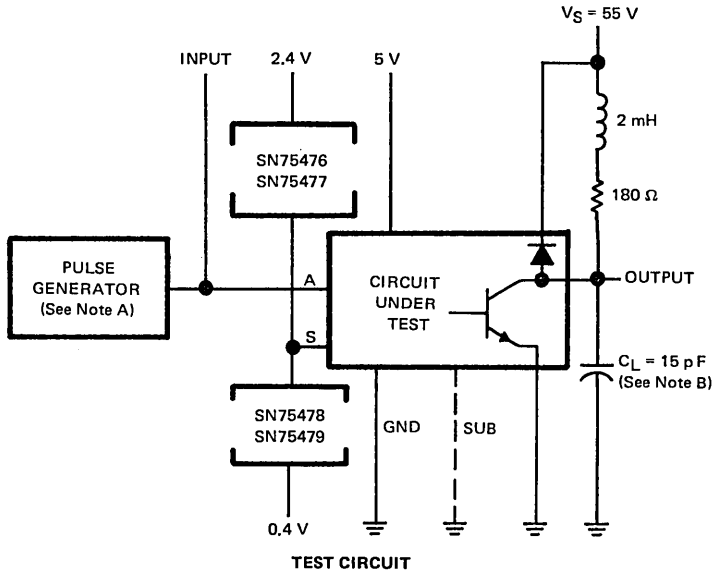 V_S = 55 V
INPUT
2.4 V
5 V
2 mH
SN75476
SN75477
180 Ω
PULSE
GENERATOR
(See Note A)
A
CIRCUIT
UNDER
TEST
OUTPUT
S
C_L = 15 pF
(See Note B)
SN75478
SN75479
GND
SUB
0.4 V
TEST CIRCUIT